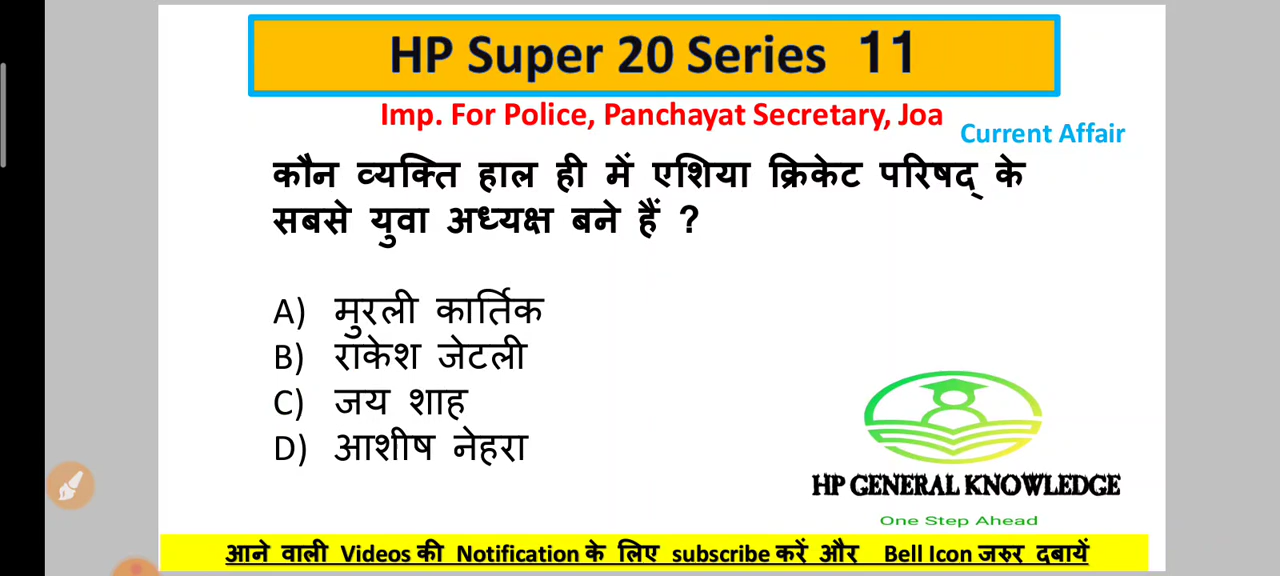 HP Super 20 Series 11
Imp. For Police, Panchayat Secretary, Joa
Current Affair
कौन व्यक्ति हाल ही में एशिया क्रिकेट परिषद् के
सबसे युवा अध्यक्ष बने हैं ?
A) मुरली कार्तिक
B) राकेश जेटली
C) जय शाह
D) आशीष नेहरा
HP GENERAL KNOWLEDGE
One Step Ahead
आने वाली Videos की Notification के लिए subscribe करें और Bell Icon जरुर दबायें